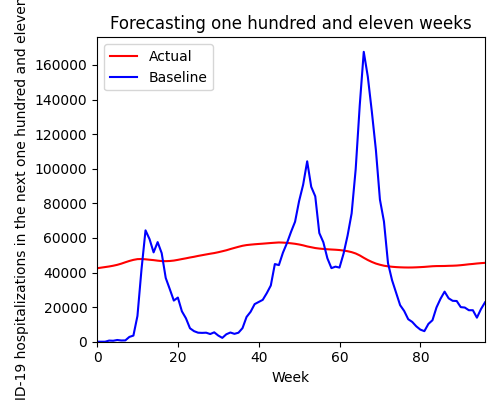 Forecasting one hundred and eleven weeks
Actual
Baseline
160000
140000
120000
100000
80000
60000
40000
20000
0
0 20 40 60 80
Week
ID-19 hospitalizations in the next one hundred and eleven